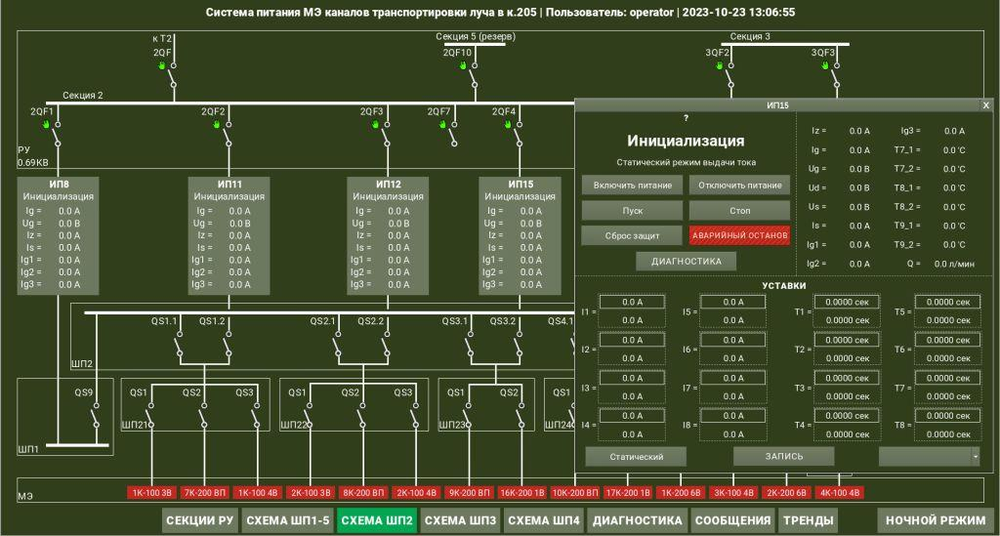 Система питания МЭ каналов транспортировки луча в к.205 | Пользователь: operator | 2023-10-23 13:06:55
к Т2
2QF
Секция 5 (резерв)
2QF10
Секция 3
3QF2
3QF3
Секция 2
2QF1
2QF2
2QF3
2QF7
2QF4
РУ
0.69КВ
ИП8
Инициализация
Ig = 0.0 А
Ug = 0.0 В
Iz = 0.0 А
Is = 0.0 А
Ig1 = 0.0 А
Ig2 = 0.0 А
Ig3 = 0.0 А
ИП11
Инициализация
Ig = 0.0 А
Ug = 0.0 В
Iz = 0.0 А
Is = 0.0 А
Ig1 = 0.0 А
Ig2 = 0.0 А
Ig3 = 0.0 А
ИП12
Инициализация
Ig = 0.0 А
Ug = 0.0 В
Iz = 0.0 А
Is = 0.0 А
Ig1 = 0.0 А
Ig2 = 0.0 А
Ig3 = 0.0 А
ИП15
Инициализация
Ig = 0.0 А
Ug = 0.0 В
Iz = 0.0 А
Is = 0.0 А
Ig1 = 0.0 А
Ig2 = 0.0 А
Ig3 = 0.0 А
ИП15
X
?
Инициализация
Статический режим выдачи тока
Включить питание
Отключить питание
Пуск
Стоп
Сброс защит
АВАРИЙНЫЙ ОСТАНОВ
ДИАГНОСТИКА
Iz = 0.0 А Ig3 = 0.0 А
Ig = 0.0 А T7_1 = 0.0 'C
Ug = 0.0 В T7_2 = 0.0 'C
Ud = 0.0 В T8_1 = 0.0 'C
Us = 0.0 В T8_2 = 0.0 'C
Is = 0.0 А T9_1 = 0.0 'C
Ig1 = 0.0 А T9_2 = 0.0 'C
Ig2 = 0.0 А Q = 0.0 л/мин
УСТАВКИ
0.0 А 0.0 А 0.0000 сек 0.0000 сек
I1 = I5 = T1 = T5 =
0.0 А 0.0 А 0.0000 сек 0.0000 сек
0.0 А 0.0 А 0.0000 сек 0.0000 сек
I2 = I6 = T2 = T6 =
0.0 А 0.0 А 0.0000 сек 0.0000 сек
0.0 А 0.0 А 0.0000 сек 0.0000 сек
I3 = I7 = T3 = T7 =
0.0 А 0.0 А 0.0000 сек 0.0000 сек
0.0 А 0.0 А 0.0000 сек 0.0000 сек
I4 = I8 = T4 = T8 =
0.0 А 0.0 А 0.0000 сек 0.0000 сек
Статический
ЗАПИСЬ
QS1.1 QS1.2 QS2.1 QS2.2 QS3.1 QS3.2 QS4.1
ШП2
QS9 QS1 QS2 QS3 QS1 QS2 QS3 QS1 QS2 QS1
ШП21 ШП22 ШП23 ШП24
ШП1
МЭ
1К-100 3В 7К-200 ВП 1К-100 4В 2К-100 3В 8К-200 ВП 2К-100 4В 9К-200 ВП 16К-200 1В 10К-200 ВП 17К-200 1В 1К-200 6В 3К-100 4В 2К-200 6В 4К-100 4В
СЕКЦИИ РУ СХЕМА ШП1-5 СХЕМА ШП2 СХЕМА ШП3 СХЕМА ШП4 ДИАГНОСТИКА СООБЩЕНИЯ ТРЕНДЫ НОЧНОЙ РЕЖИМ